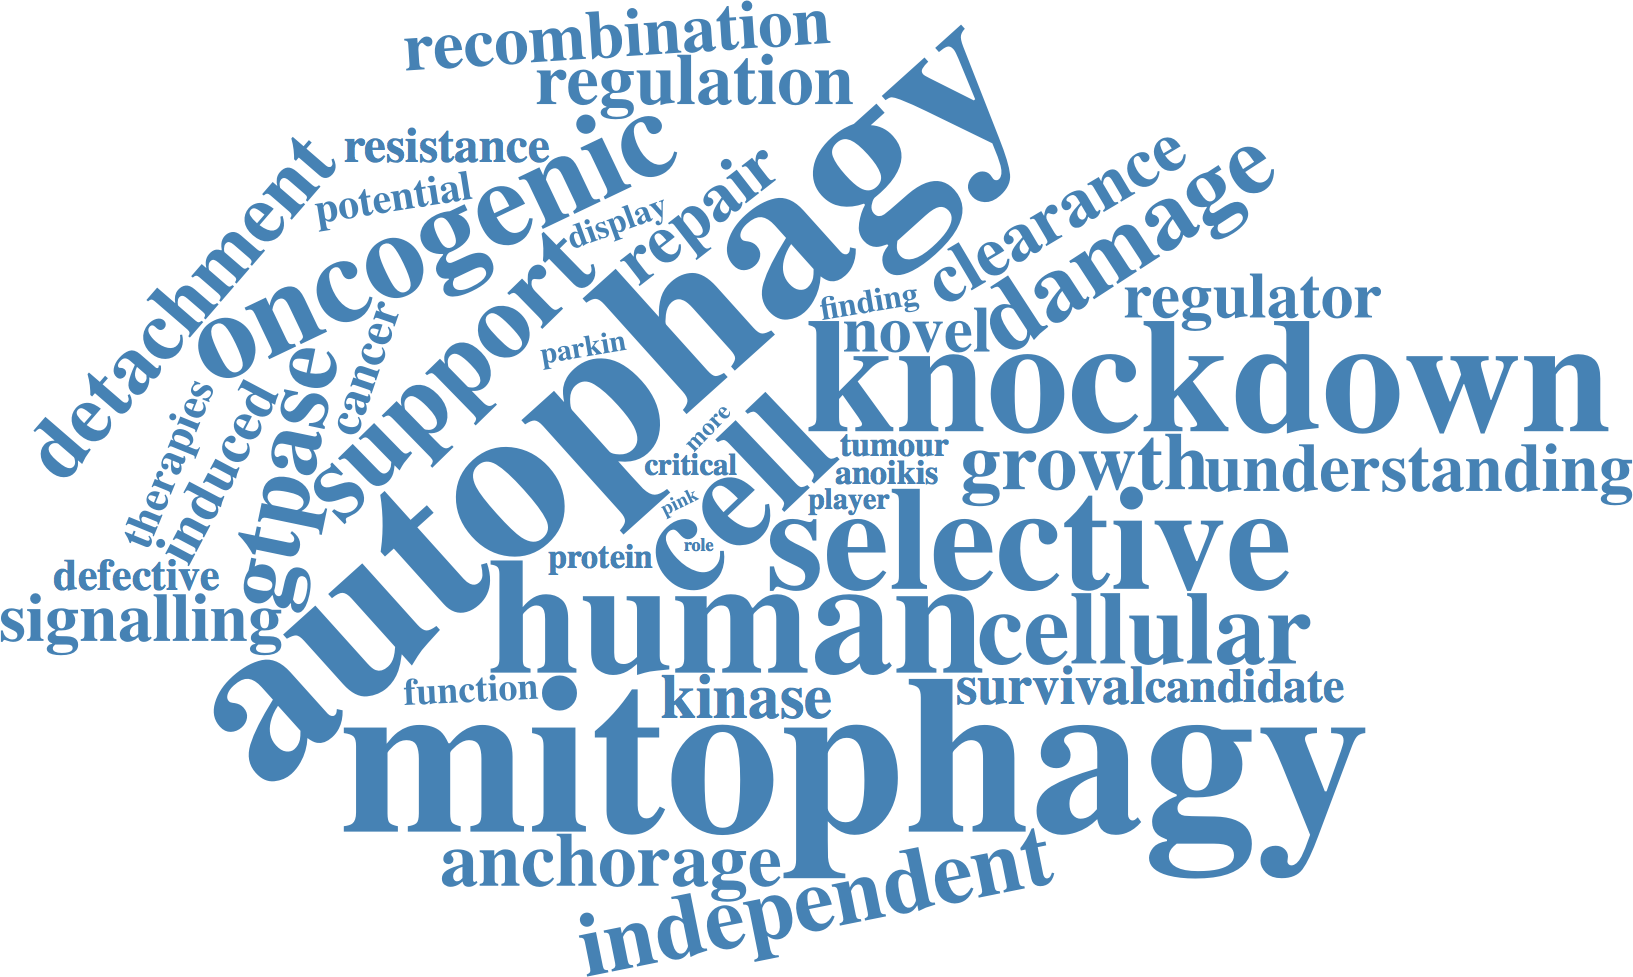 recombination
regulation
resistance
potential
oncogenic
detachment
display
repair
support
autophagy
clearance
damage
finding
novel
regulator
knockdown
parkin
cancer
therapies
induced
gtpase
more
critical
cell
pink
role
tumour
anoikis
player
growth
understanding
selective
protein
defective
signalling
human
cellular
function
kinase
survival
candidate
mitophagy
anchorage
independent